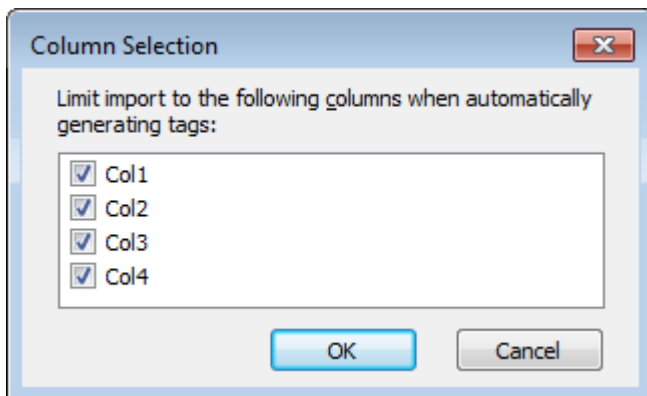 Column Selection
Limit import to the following columns when automatically
generating tags:
Col1
Col2
Col3
Col4
OK
Cancel